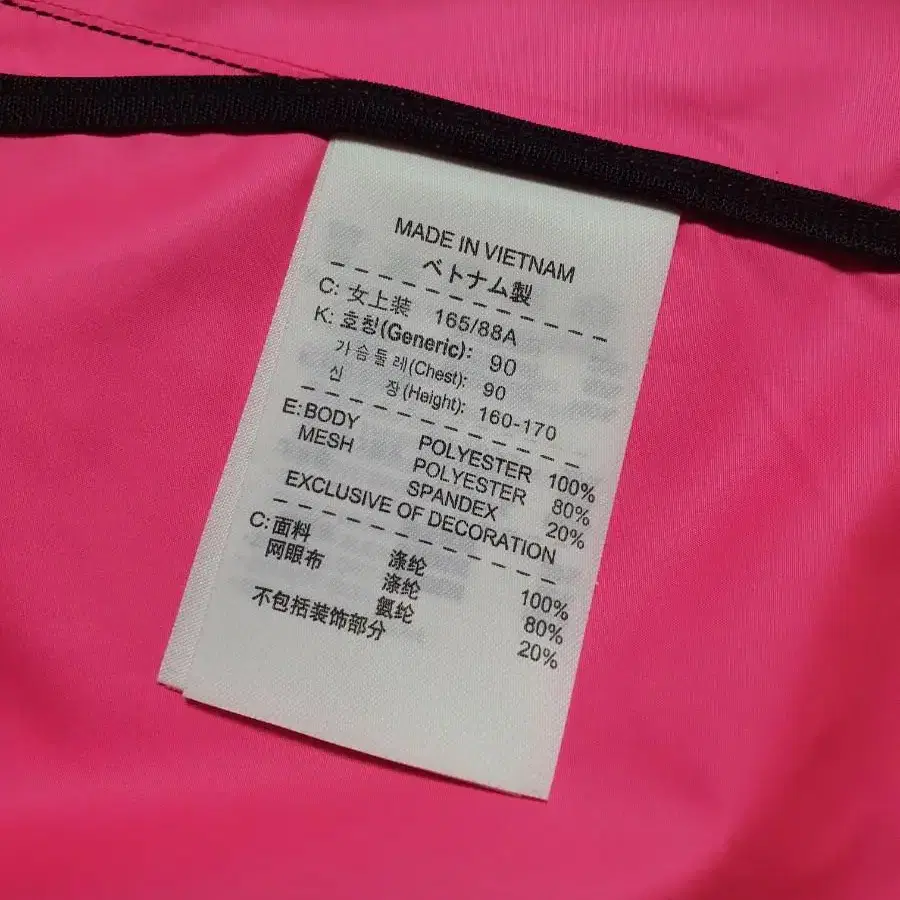 MADE IN VIETNAM
ベトナム製
C: 女上装 165/88A
K: 호칭(Generic): 90
가슴둘레(Chest): 90
신 장(Height): 160-170
E: BODY POLYESTER 100%
MESH POLYESTER 80%
SPANDEX 20%
EXCLUSIVE OF DECORATION
C: 面料 涤纶 100%
网眼布 涤纶 80%
氨纶 20%
不包括装饰部分